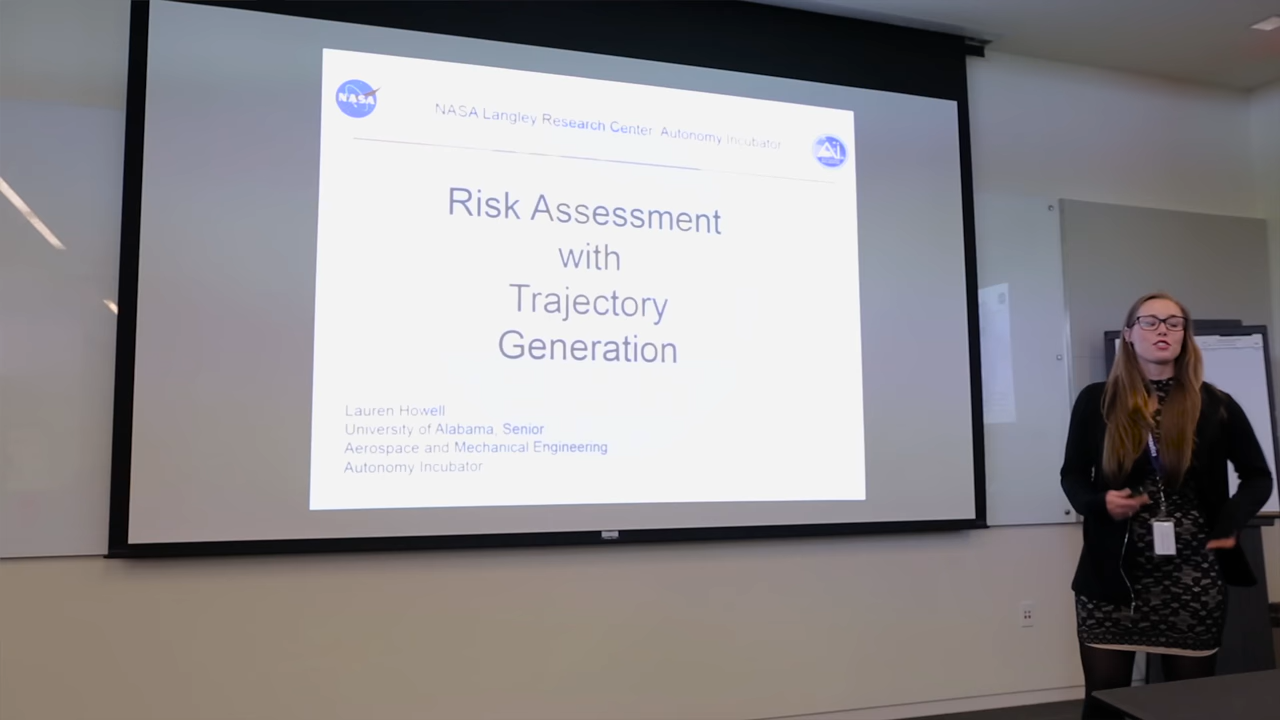 NASA
NASA Langley Research Center Autonomy Incubator
Ai
Risk Assessment
with
Trajectory
Generation
Lauren Howell
University of Alabama, Senior
Aerospace and Mechanical Engineering
Autonomy Incubator